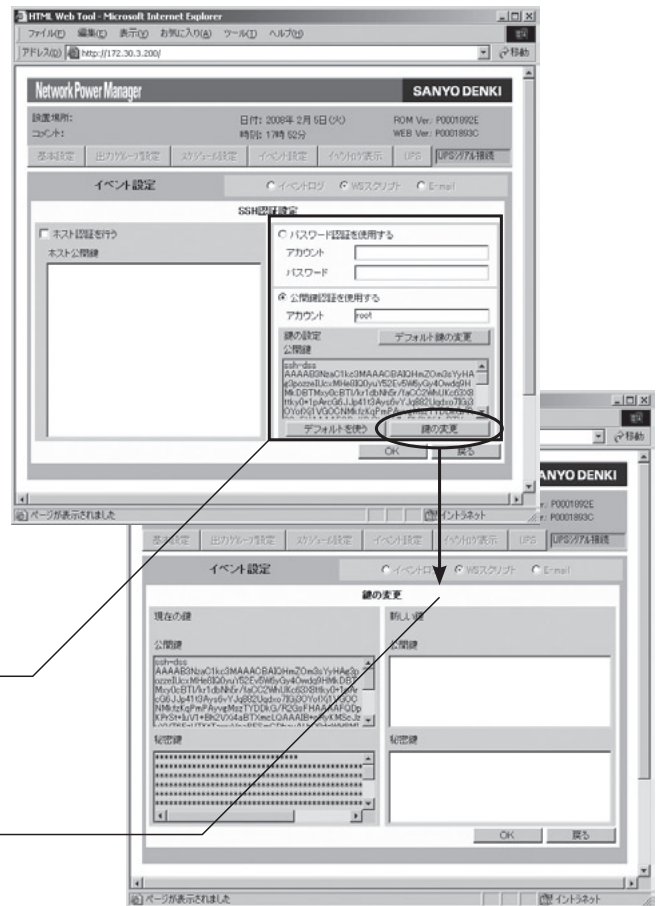 HTML Web Tool - Microsoft Internet Explorer
ファイル(F) 編集(E) 表示(V) お気に入り(A) ツール(T) ヘルプ(H)
アドレス(D) http://172.30.3.200/ 移動
Network Power Manager SANYO DENKI
設置場所: 日付: 2008年 2月 5日(火) ROM Ver: P0001892E
コメント: 時刻: 17時 52分 WEB Ver: P0001893C
基本設定 出力グループ設定 スケジュール設定 イベント設定 イベントログ表示 UPS UPSシリアル接続
イベント設定 イベントログ WSスクリプト E-mail
SSH認証設定
ホスト認証を行う
ホスト公開鍵
パスワード認証を使用する
アカウント
パスワード
公開鍵認証を使用する
アカウント root
鍵の設定 デフォルト鍵の変更
公開鍵
ssh-dss
デフォルトを使う 鍵の変更
OK 戻る
ページが表示されました イントラネット
移動
ANYO DENKI
P0001892E
P0001893C
基本設定 出力グループ設定 スケジュール設定 イベント設定 イベントログ表示 UPS UPSシリアル接続
イベント設定 イベントログ WSスクリプト E-mail
鍵の変更
現在の鍵 新しい鍵
公開鍵 公開鍵
ssh-dss
秘密鍵 秘密鍵
OK 戻る
ページが表示されました イントラネット